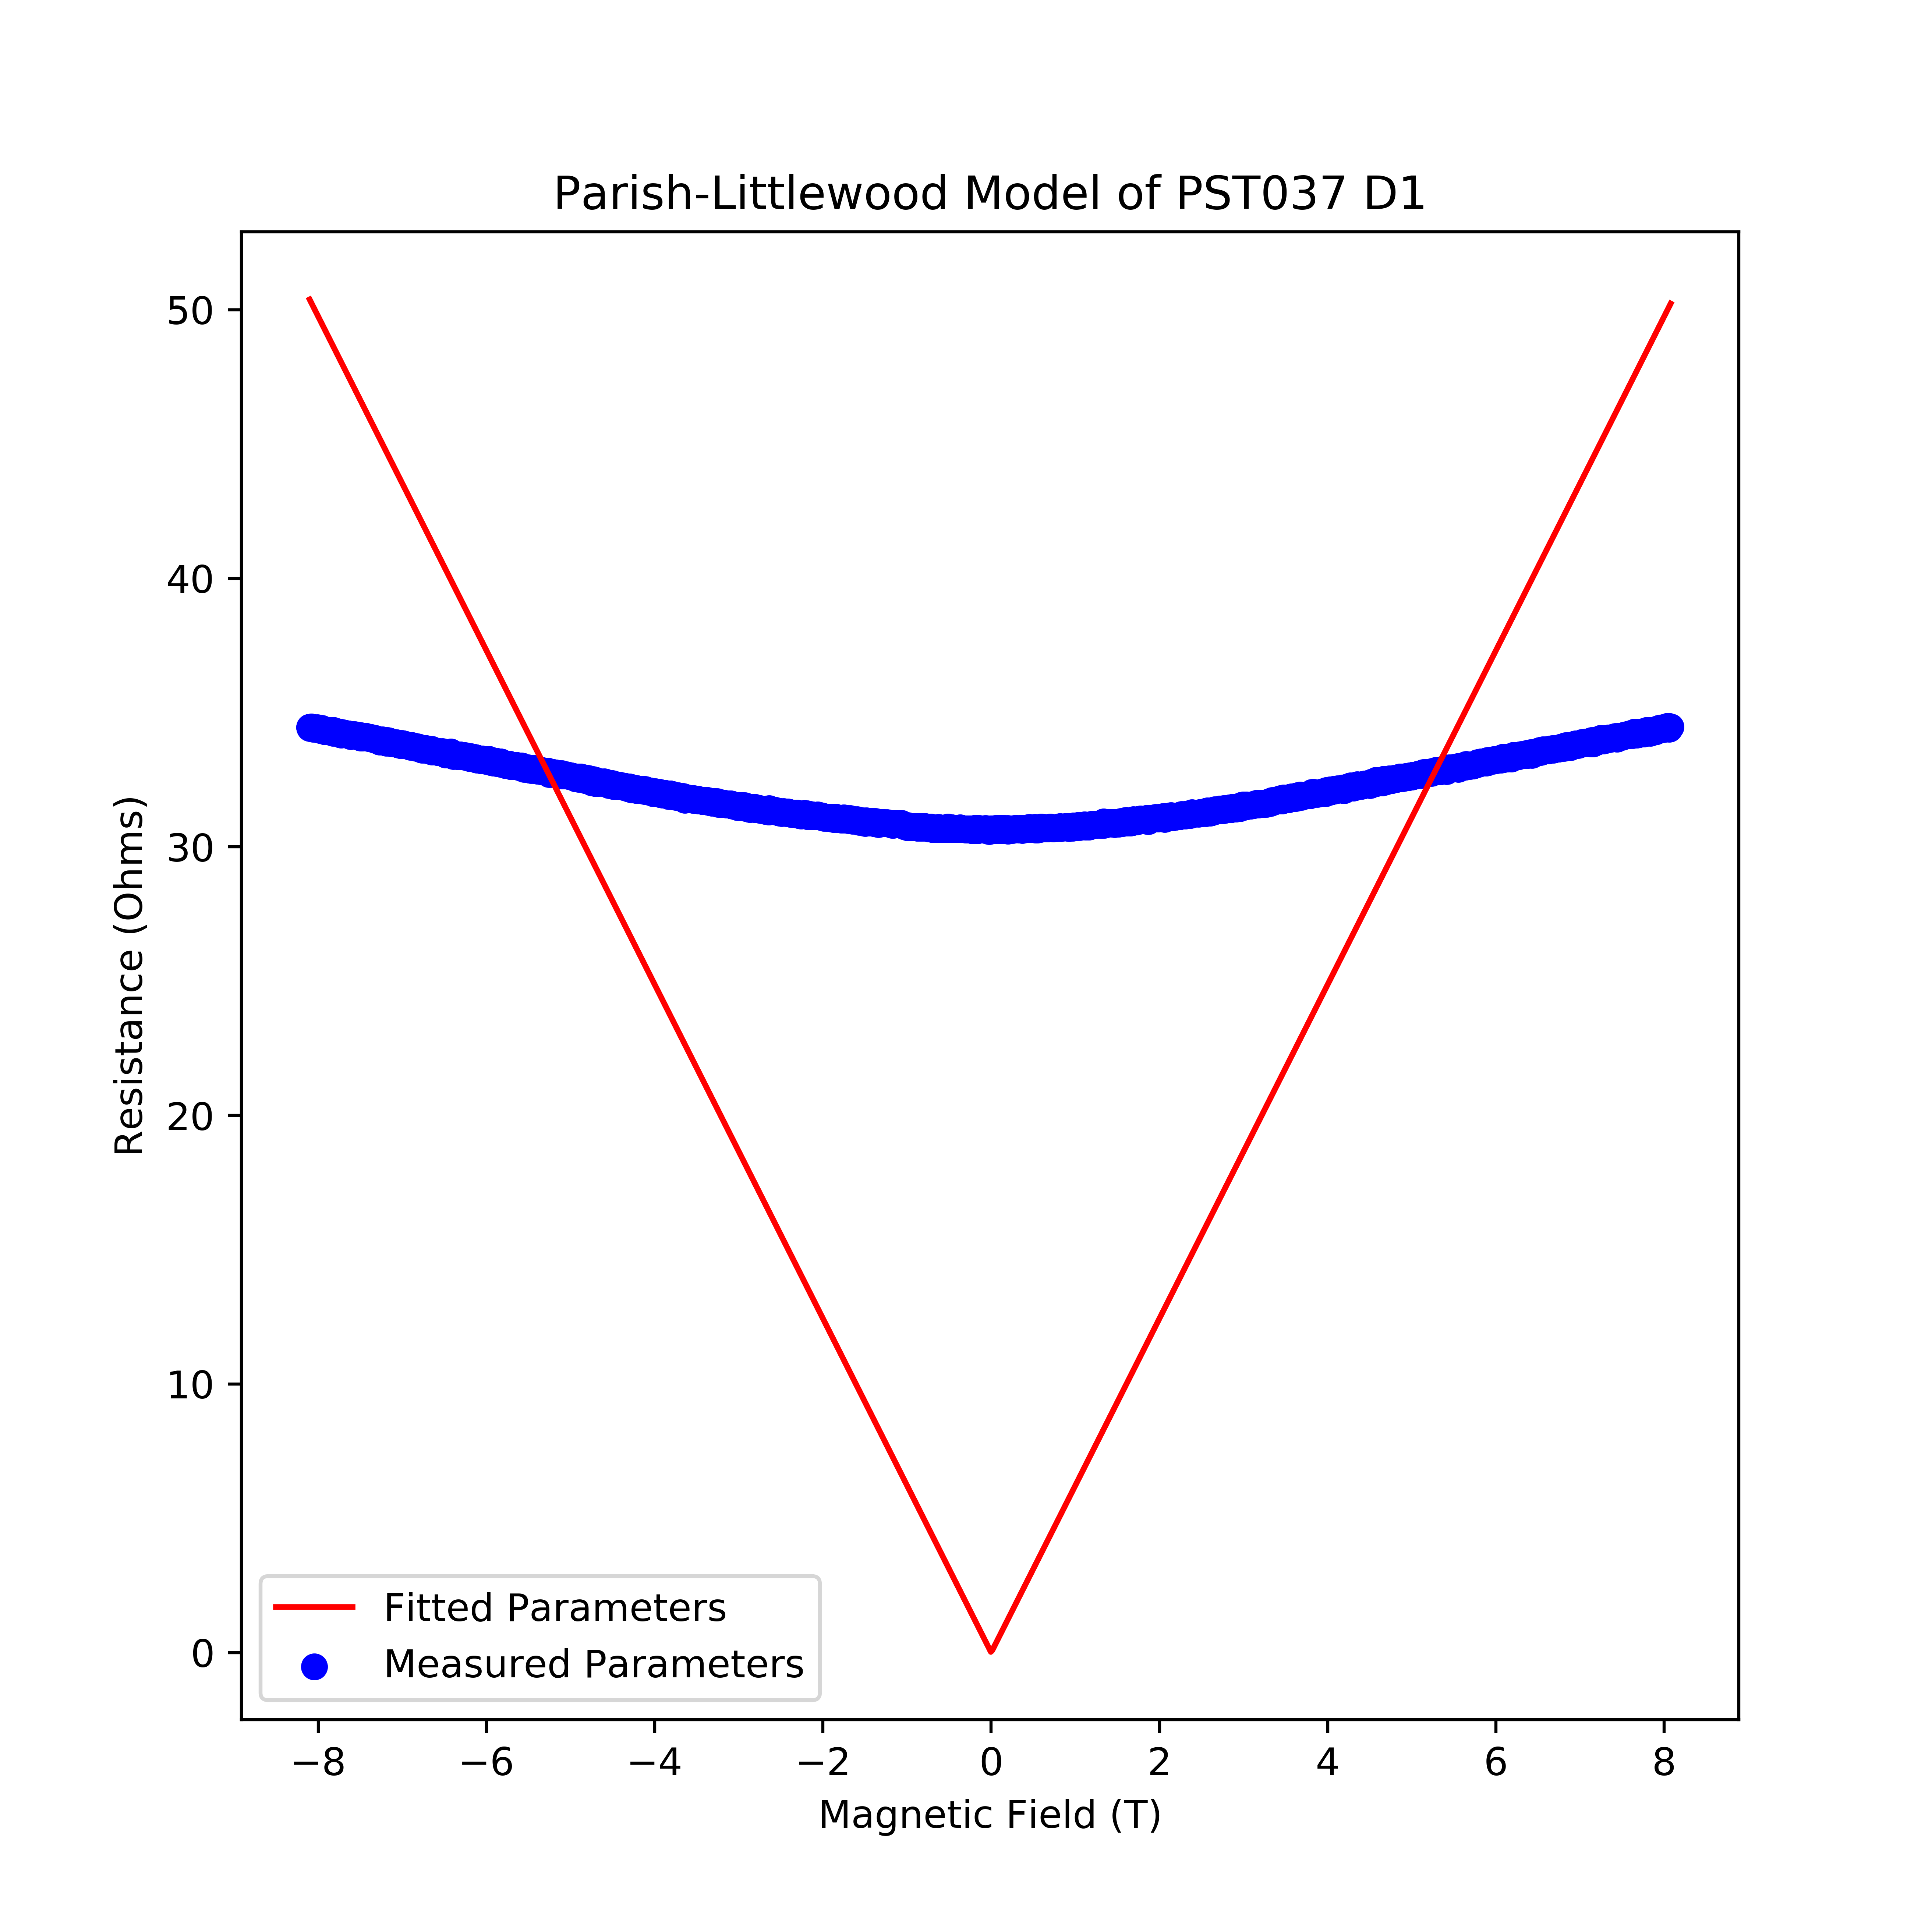 Parish-Littlewood Model of PST037 D1
50
40
30
20
10
0
Resistance (Ohms)
Fitted Parameters
Measured Parameters
−8 −6 −4 −2 0 2 4 6 8
Magnetic Field (T)